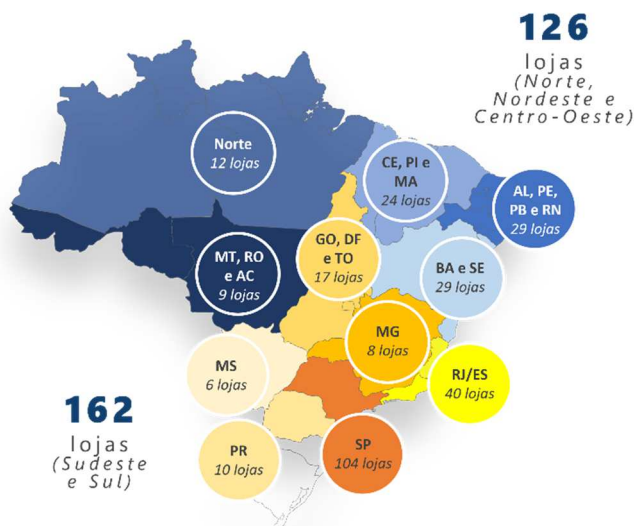 126
lojas
(Norte,
Nordeste e
Centro-Oeste)
Norte
12 lojas
CE, PI e
MA
24 lojas
AL, PE,
PB e RN
29 lojas
MT, RO
e AC
9 lojas
GO, DF
e TO
17 lojas
BA e SE
29 lojas
MG
8 lojas
MS
6 lojas
RJ/ES
40 lojas
162
lojas
(Sudeste
e Sul)
PR
10 lojas
SP
104 lojas